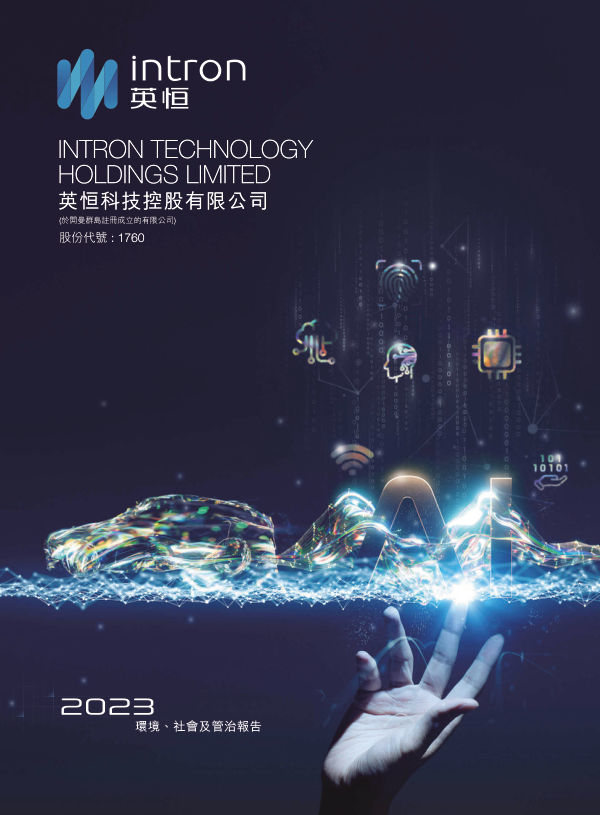 intron
英恒
INTRON TECHNOLOGY
HOLDINGS LIMITED
英恒科技控股有限公司
(於開曼群島註冊成立的有限公司)
股份代號 : 1760
101
10101
AI
2023
環境、社會及管治報告